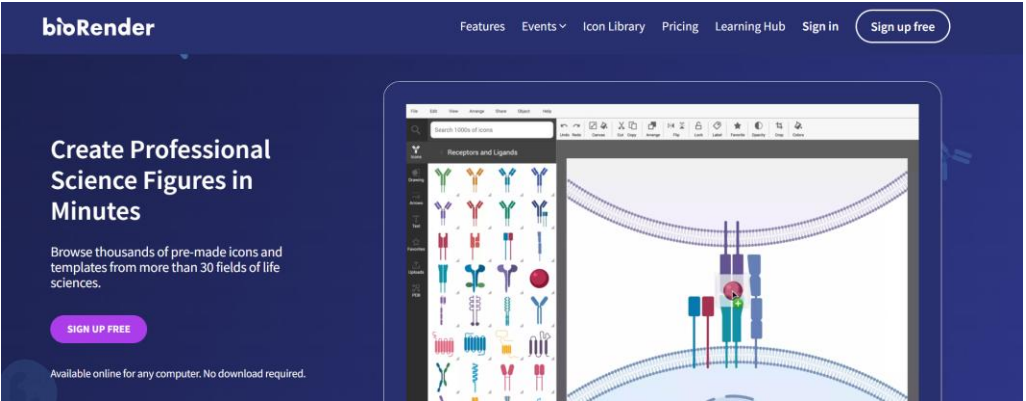 bioRender
Features Events Icon Library Pricing Learning Hub Sign in Sign up free
Create Professional
Science Figures in
Minutes
Browse thousands of pre-made icons and
templates from more than 30 fields of life
sciences.
SIGN UP FREE
Available online for any computer. No download required.
File Edit View Arrange Share Object Help
Search 1000s of icons
Undo Redo Canvas Cut Copy Arrange Flip Lock Label Favorite Opacity Crop Colors
Icons
Receptors and Ligands
Drawing
Arrows
Text
Favorites
Uploads
PDB